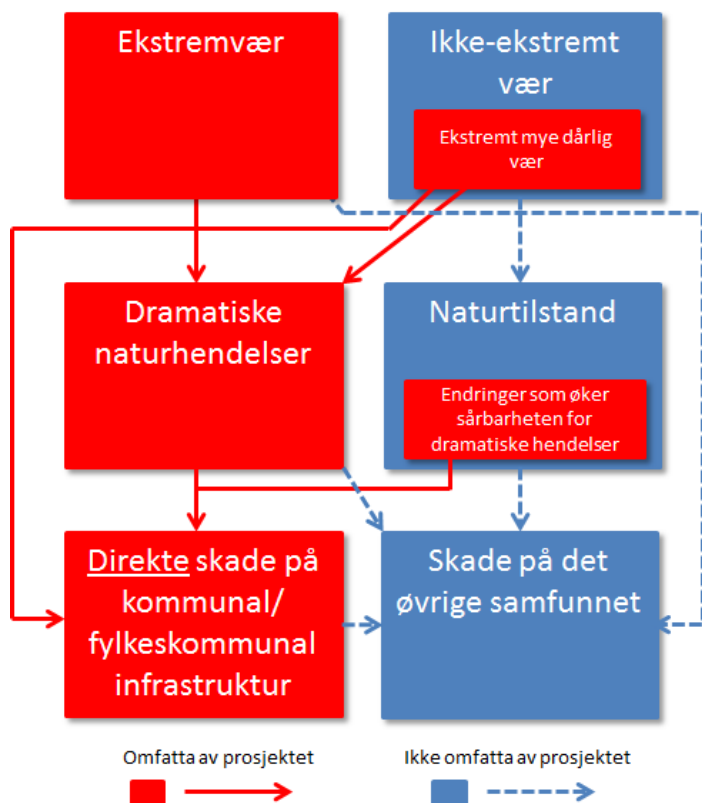 Ekstremvær
Ikke-ekstremt
vær
Ekstremt mye dårlig
vær
Dramatiske
naturhendelser
Naturtilstand
Endringer som øker
sårbarheten for
dramatiske hendelser
Direkte skade på
kommunal/
fylkeskommunal
infrastruktur
Skade på det
øvrige samfunnet
Omfatta av prosjektet
Ikke omfatta av prosjektet